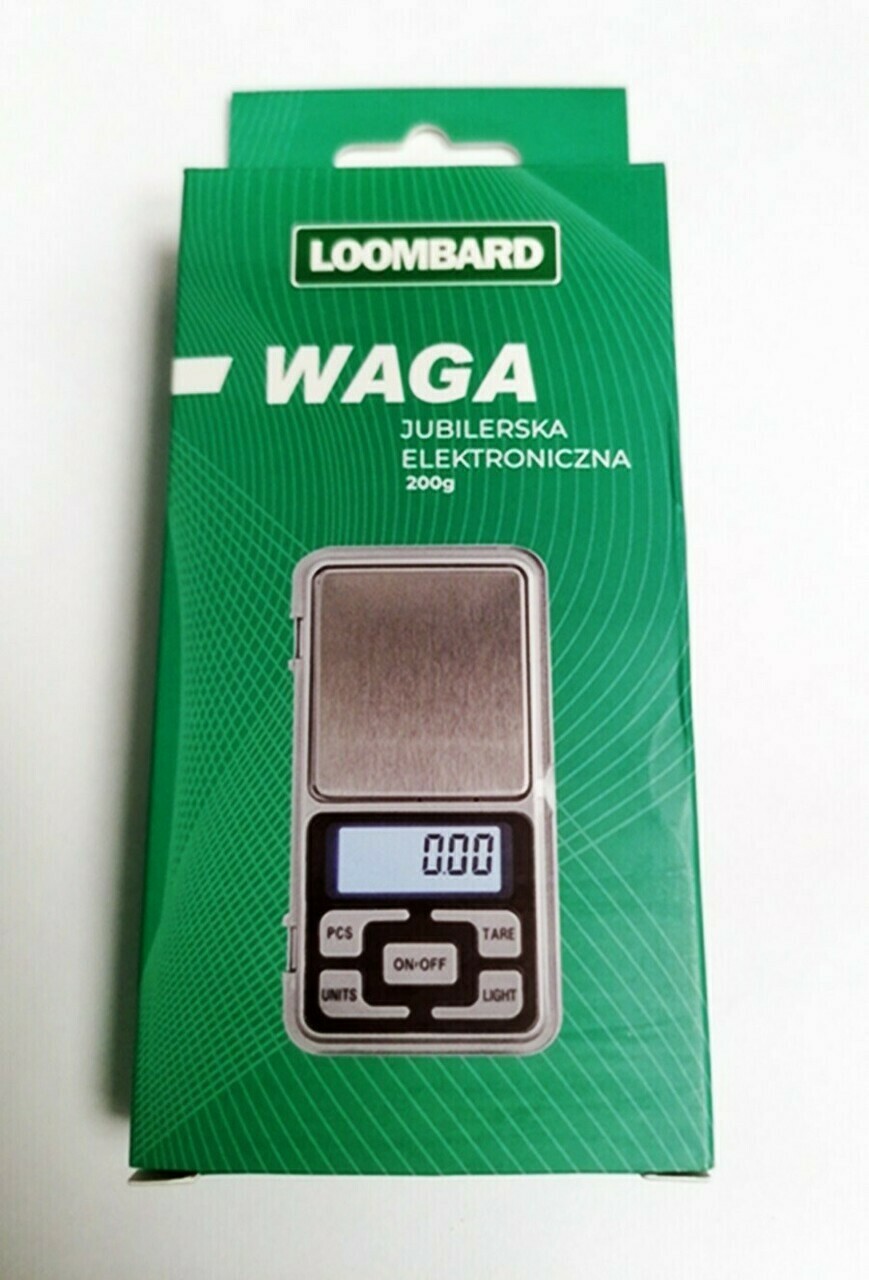 LOOMBARD
WAGA
JUBILERSKA
ELEKTRONICZNA
200g
0.00
PCS
TARE
ON•OFF
UNITS
LIGHT